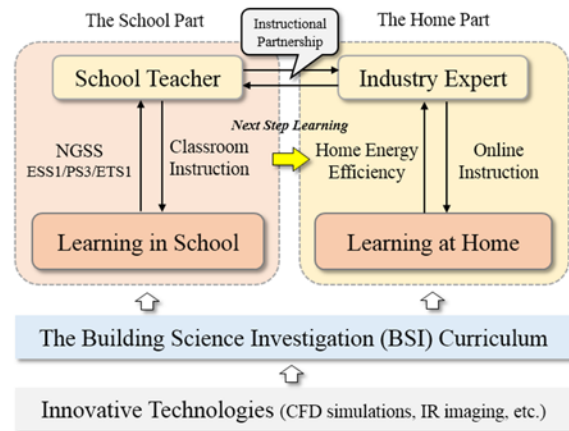 The School Part
The Home Part
Instructional
Partnership
School Teacher
Industry Expert
Next Step Learning
NGSS
ESS1/PS3/ETS1
Classroom
Instruction
Home Energy
Efficiency
Online
Instruction
Learning in School
Learning at Home
The Building Science Investigation (BSI) Curriculum
Innovative Technologies (CFD simulations, IR imaging, etc.)